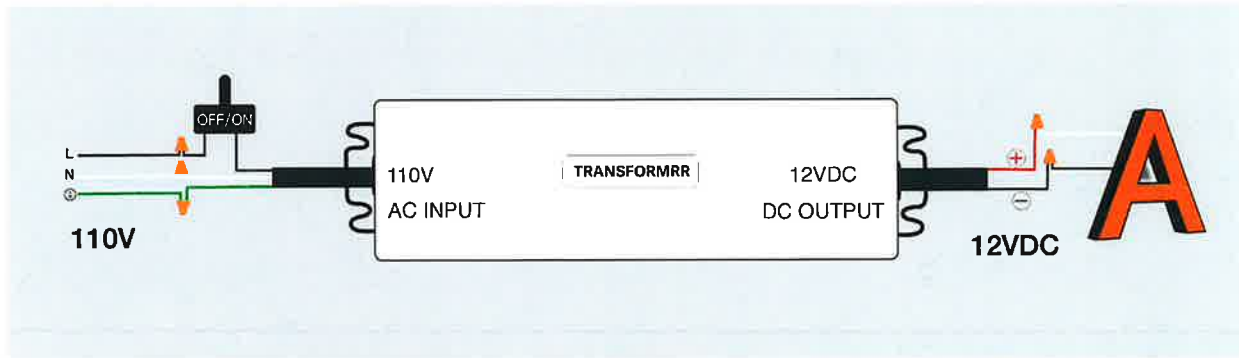 OFF/ON
L
N
110V
110V
AC INPUT
TRANSFORMRR
12VDC
DC OUTPUT
+
−
12VDC
A